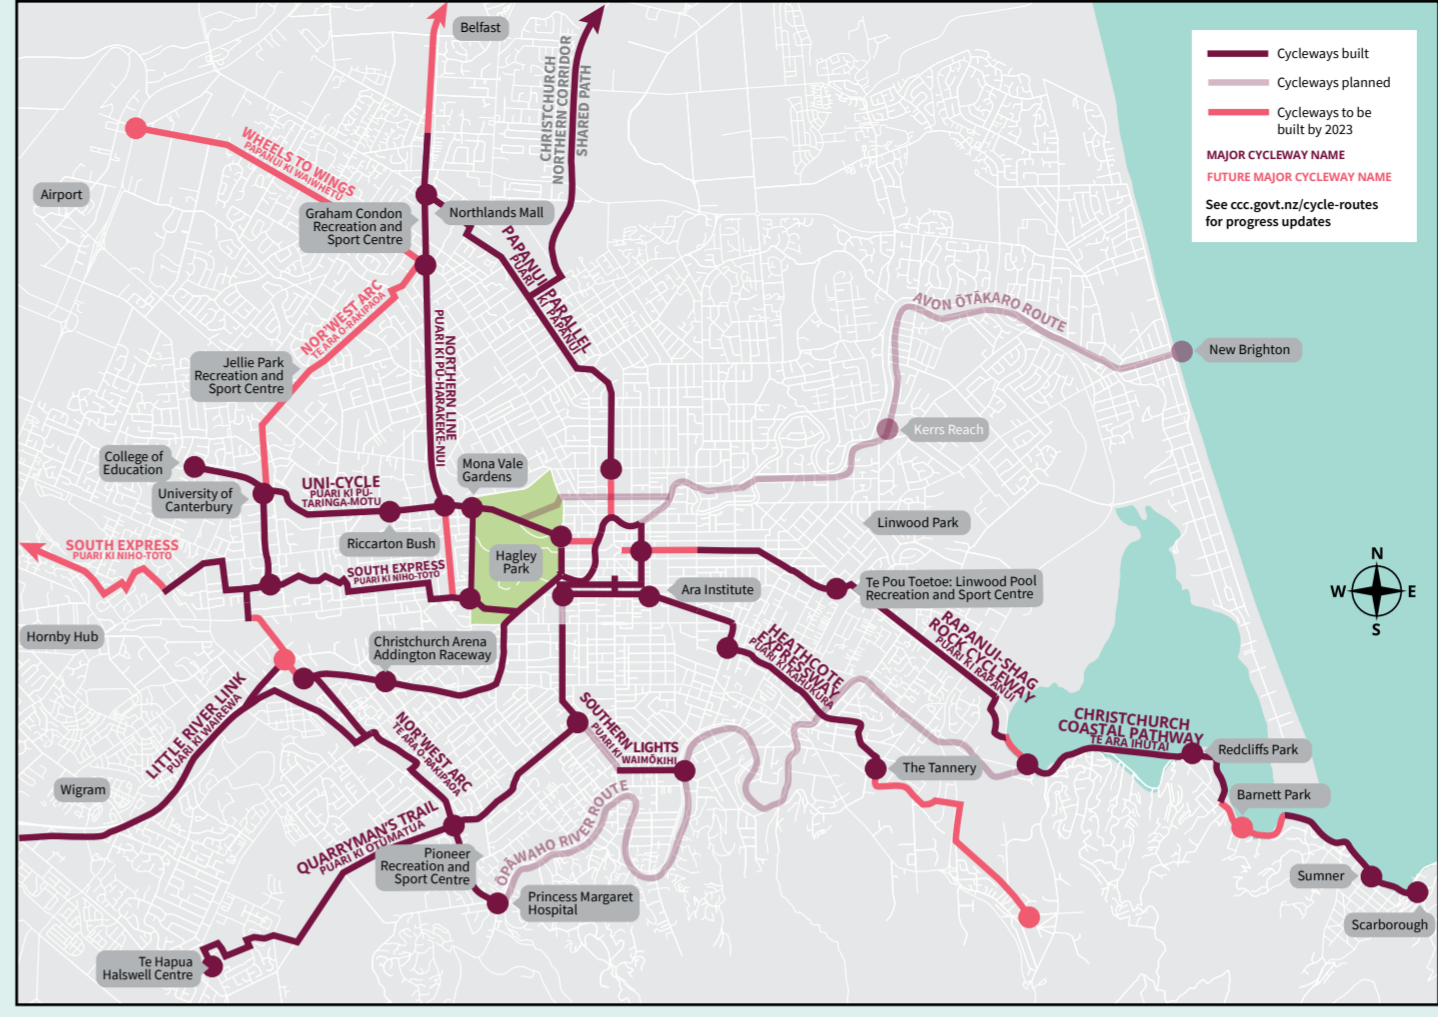 Belfast
CHRISTCHURCH
NORTHERN CORRIDOR
SHARED PATH
Cycleways built
Cycleways planned
Cycleways to be
built by 2023
MAJOR CYCLEWAY NAME
FUTURE MAJOR CYCLEWAY NAME
See ccc.govt.nz/cycle-routes
for progress updates
WHEELS TO WINGS
PAPANUI KI WAIWHETU
Airport
Graham Condon
Recreation and
Sport Centre
Northlands Mall
PAPANUI PARALLEL
PUARI KI PAPANUI
NOR'WEST ARC
TE ARA O-RAKIPAOA
NORTHERN LINE
PUARI KI PŪ-HARAKEKE-NUI
AVON ŌTĀKARO ROUTE
New Brighton
Jellie Park
Recreation and
Sport Centre
Kerrs Reach
College of
Education
University of
Canterbury
UNI-CYCLE
PUARI KI PŪ-
TARINGA-MOTU
Mona Vale
Gardens
Riccarton Bush
Linwood Park
SOUTH EXPRESS
PUARI KI NIHO-TOTO
SOUTH EXPRESS
PUARI KI NIHO-TOTO
Hagley
Park
Ara Institute
Te Pou Toetoe: Linwood Pool
Recreation and Sport Centre
N
W
E
S
Hornby Hub
Christchurch Arena
Addington Raceway
HEATHCOTE
EXPRESSWAY
PUARI KI KAHUKURA
RAPANUI-SHAG
ROCK CYCLEWAY
PUARI KI RAPANUI
LITTLE RIVER LINK
PUARI KI WAIREWA
NOR'WEST ARC
TE ARA O-RAKIPAOA
SOUTHERN LIGHTS
PUARI KI WAIMŌKIHI
CHRISTCHURCH
COASTAL PATHWAY
TE ARA IHUTAI
Redcliffs Park
The Tannery
Wigram
Barnett Park
QUARRYMAN'S TRAIL
PUARI KI OTŪMATUA
ŌPĀWAHO RIVER ROUTE
Pioneer
Recreation and
Sport Centre
Princess Margaret
Hospital
Sumner
Scarborough
Te Hapua
Halswell Centre